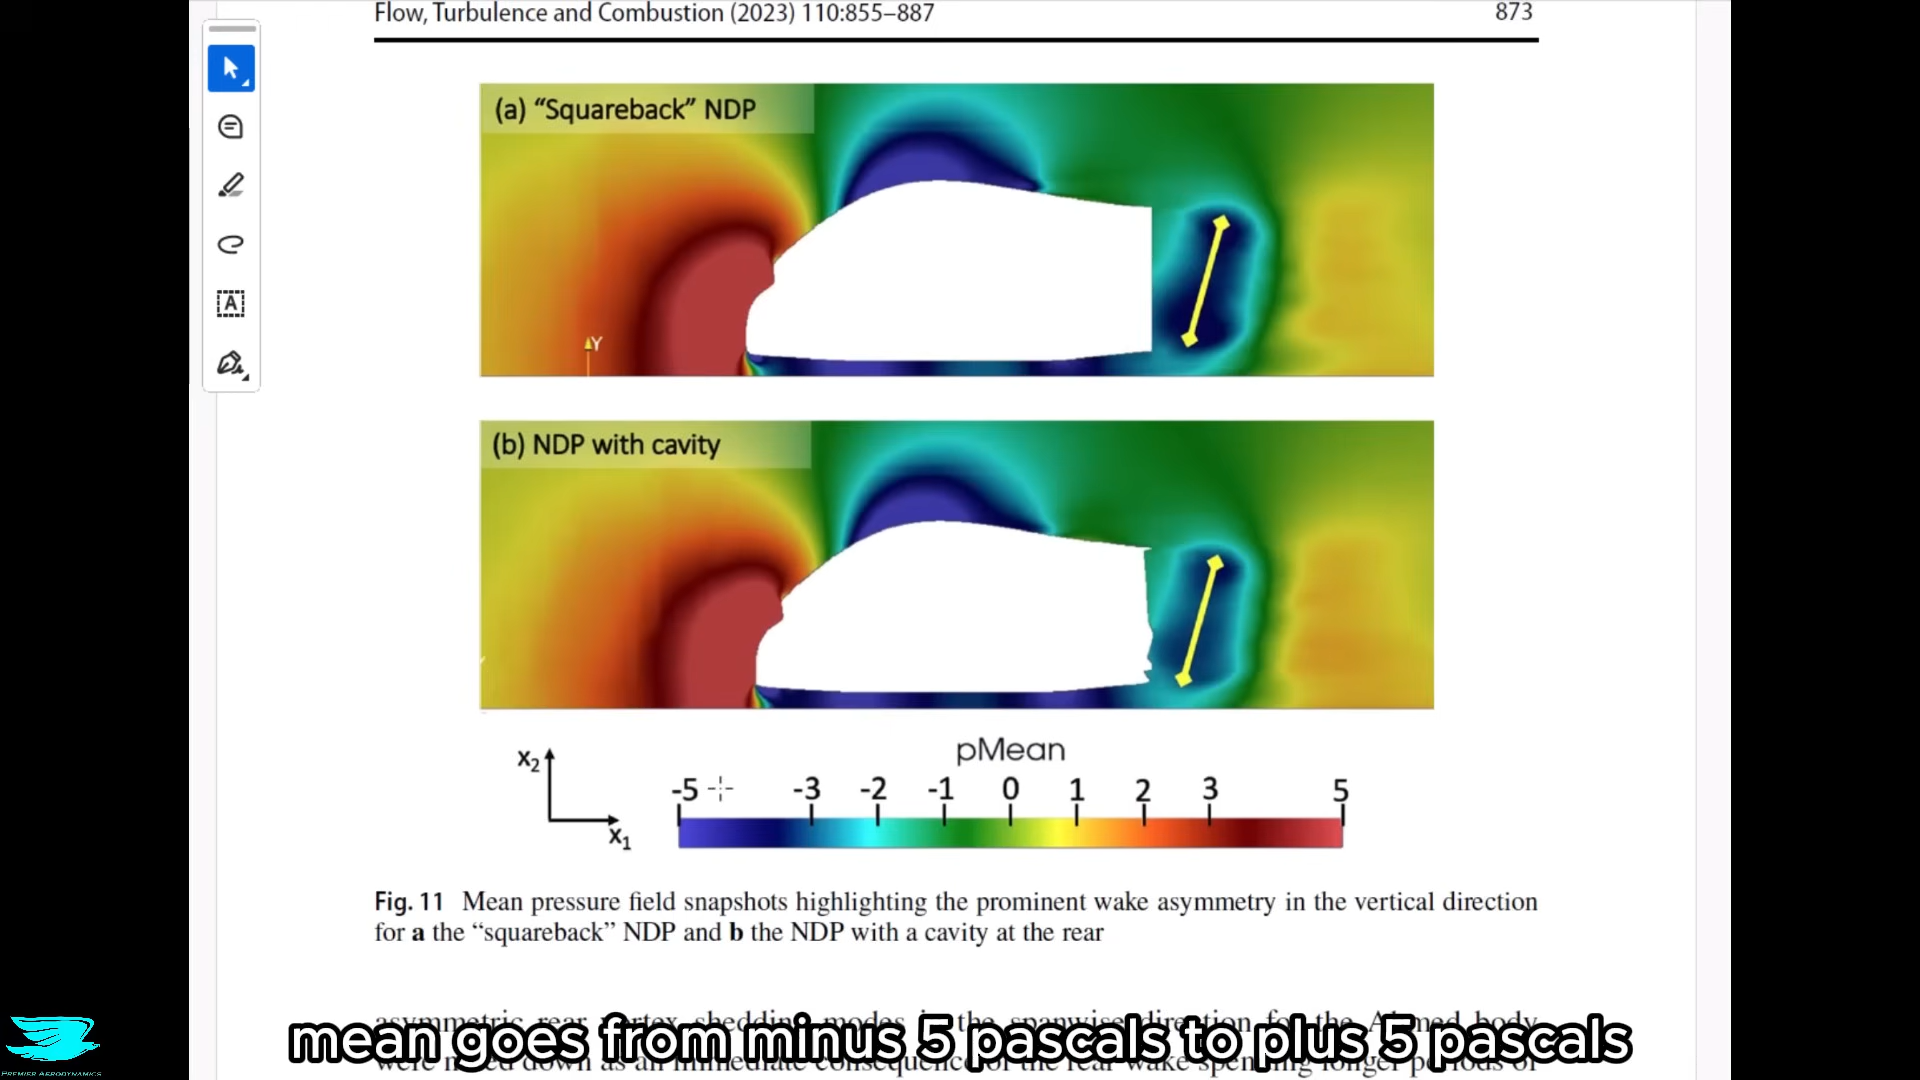 Flow, Turbulence and Combustion (2023) 110:855–887 873
(a) “Squareback” NDP
Y
(b) NDP with cavity
x2
x1
pMean
-5 -3 -2 -1 0 1 2 3 5
Fig. 11 Mean pressure field snapshots highlighting the prominent wake asymmetry in the vertical direction
for a the “squareback” NDP and b the NDP with a cavity at the rear
mean goes from minus 5 pascals to plus 5 pascals
A
PREMIER AERODYNAMICS